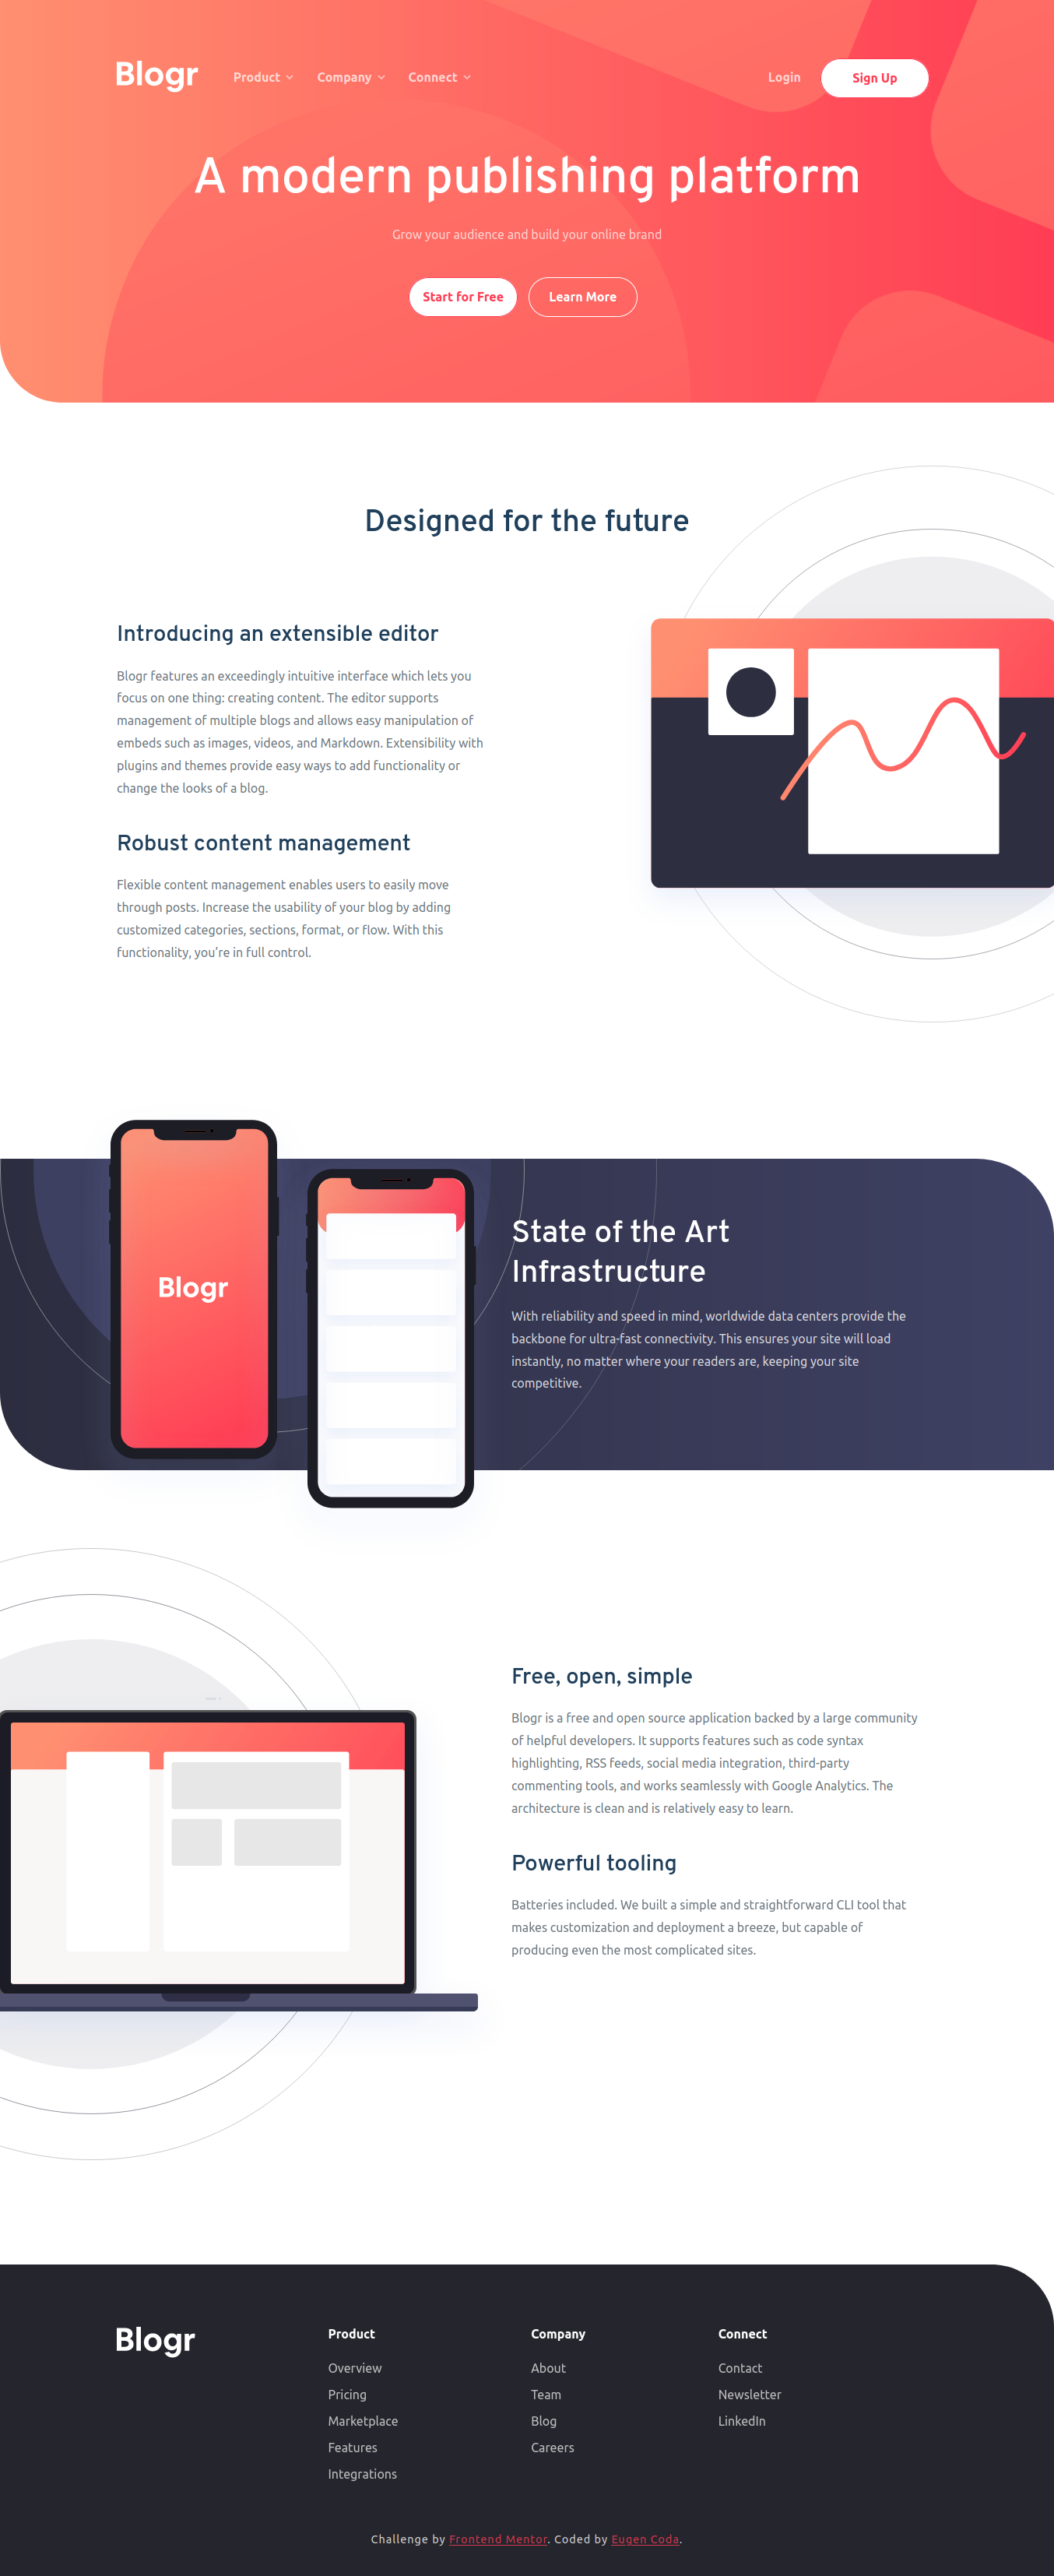 Blogr
Product
Company
Connect
Login
Sign Up
A modern publishing platform
Grow your audience and build your online brand
Start for Free
Learn More
Designed for the future
Introducing an extensible editor
Blogr features an exceedingly intuitive interface which lets you
focus on one thing: creating content. The editor supports
management of multiple blogs and allows easy manipulation of
embeds such as images, videos, and Markdown. Extensibility with
plugins and themes provide easy ways to add functionality or
change the looks of a blog.
Robust content management
Flexible content management enables users to easily move
through posts. Increase the usability of your blog by adding
customized categories, sections, format, or flow. With this
functionality, you’re in full control.
Blogr
State of the Art
Infrastructure
With reliability and speed in mind, worldwide data centers provide the
backbone for ultra-fast connectivity. This ensures your site will load
instantly, no matter where your readers are, keeping your site
competitive.
Free, open, simple
Blogr is a free and open source application backed by a large community
of helpful developers. It supports features such as code syntax
highlighting, RSS feeds, social media integration, third-party
commenting tools, and works seamlessly with Google Analytics. The
architecture is clean and is relatively easy to learn.
Powerful tooling
Batteries included. We built a simple and straightforward CLI tool that
makes customization and deployment a breeze, but capable of
producing even the most complicated sites.
Blogr
Product
Overview
Pricing
Marketplace
Features
Integrations
Company
About
Team
Blog
Careers
Connect
Contact
Newsletter
LinkedIn
Challenge by Frontend Mentor. Coded by Eugen Coda.